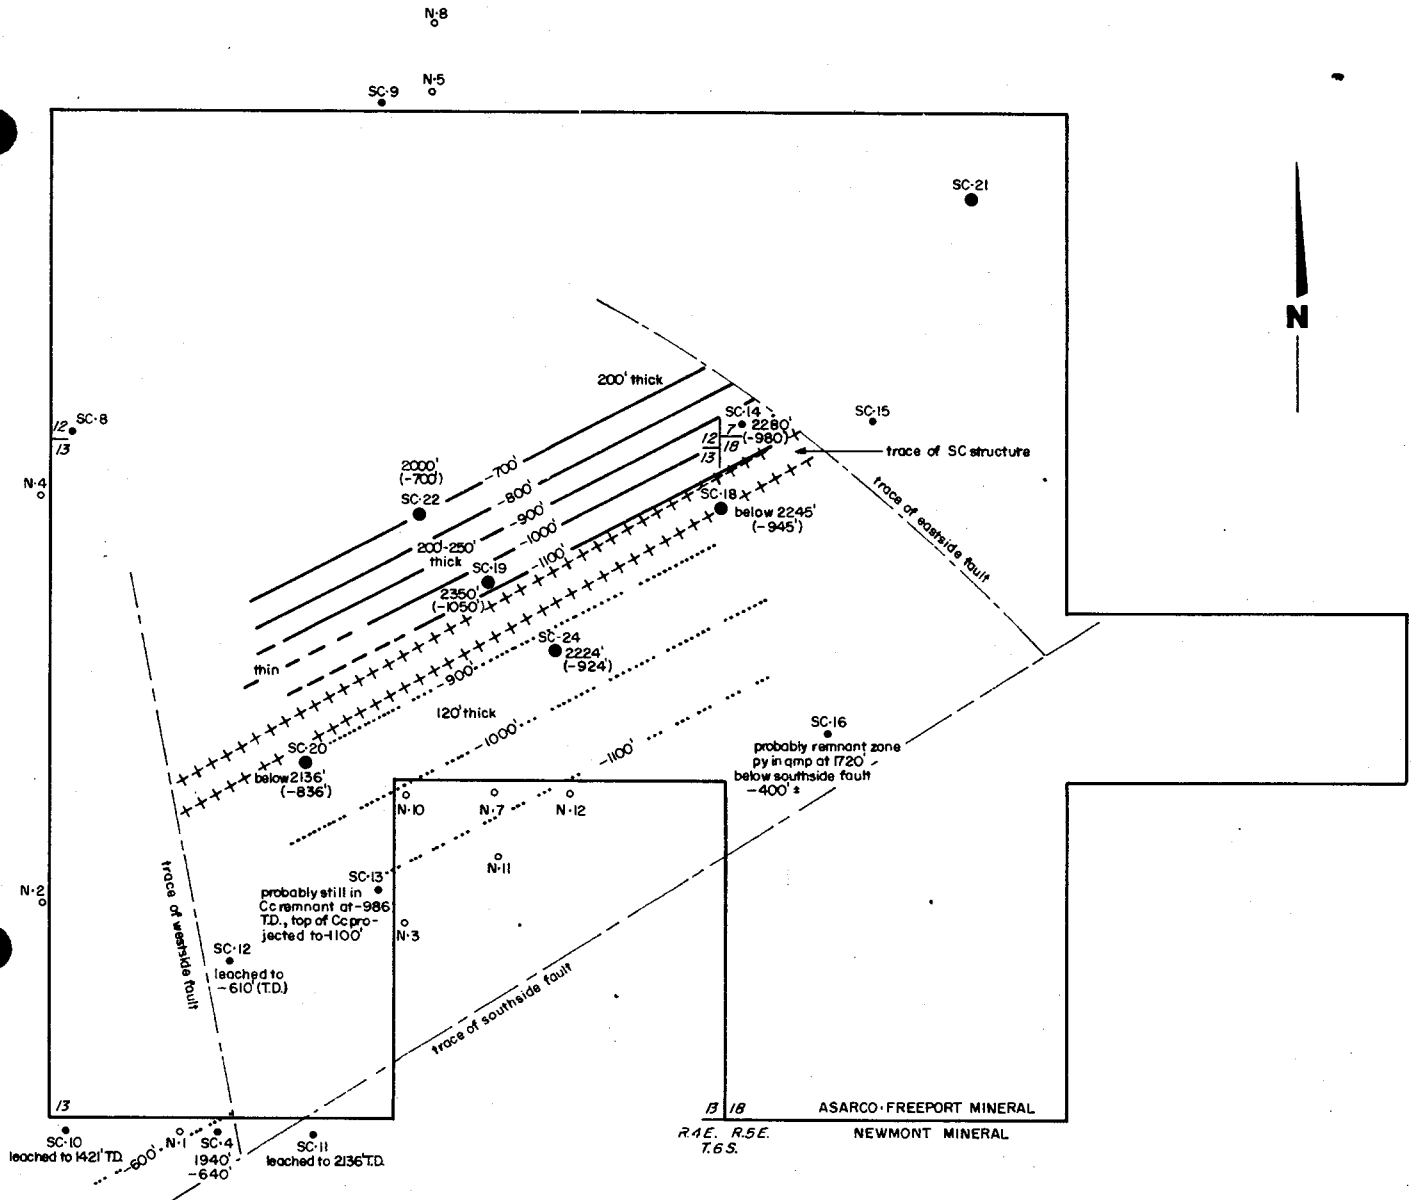 N·8
N·5
SC·9
SC·21
N
200' thick
SC·8
12
13
SC·14
7
2280'
12
18
(-980)
13
SC·15
trace of SC structure
2000'
(-700')
SC·22
-700'
-800'
-900'
-1000'
-1100'
N·4
SC·18
below 2245'
(-945')
trace of eastside fault
200'-250'
thick
SC·19
2350'
(-1050')
SC·24
2224'
(-924')
thin
-900'
120' thick
-1000'
-1100'
SC·20
below 2136'
(-836')
SC·16
probably remnant zone
py in qmp at 1720'
below southside fault
-400' ±
N·10
N·7
N·12
N·11
SC·13
probably still in
Cc remnant at -986
T.D., top of Cc pro-
jected to -1100'
N·3
N·2
trace of westside fault
SC·12
leached to
-610' (T.D.)
trace of southside fault
13
13 18
ASARCO·FREEPORT MINERAL
R.4E. R.5E.
NEWMONT MINERAL
T.6S.
SC·10
leached to 1421' T.D.
N·1
SC·4
1940'
-640'
-600'
SC·11
leached to 2136' T.D.